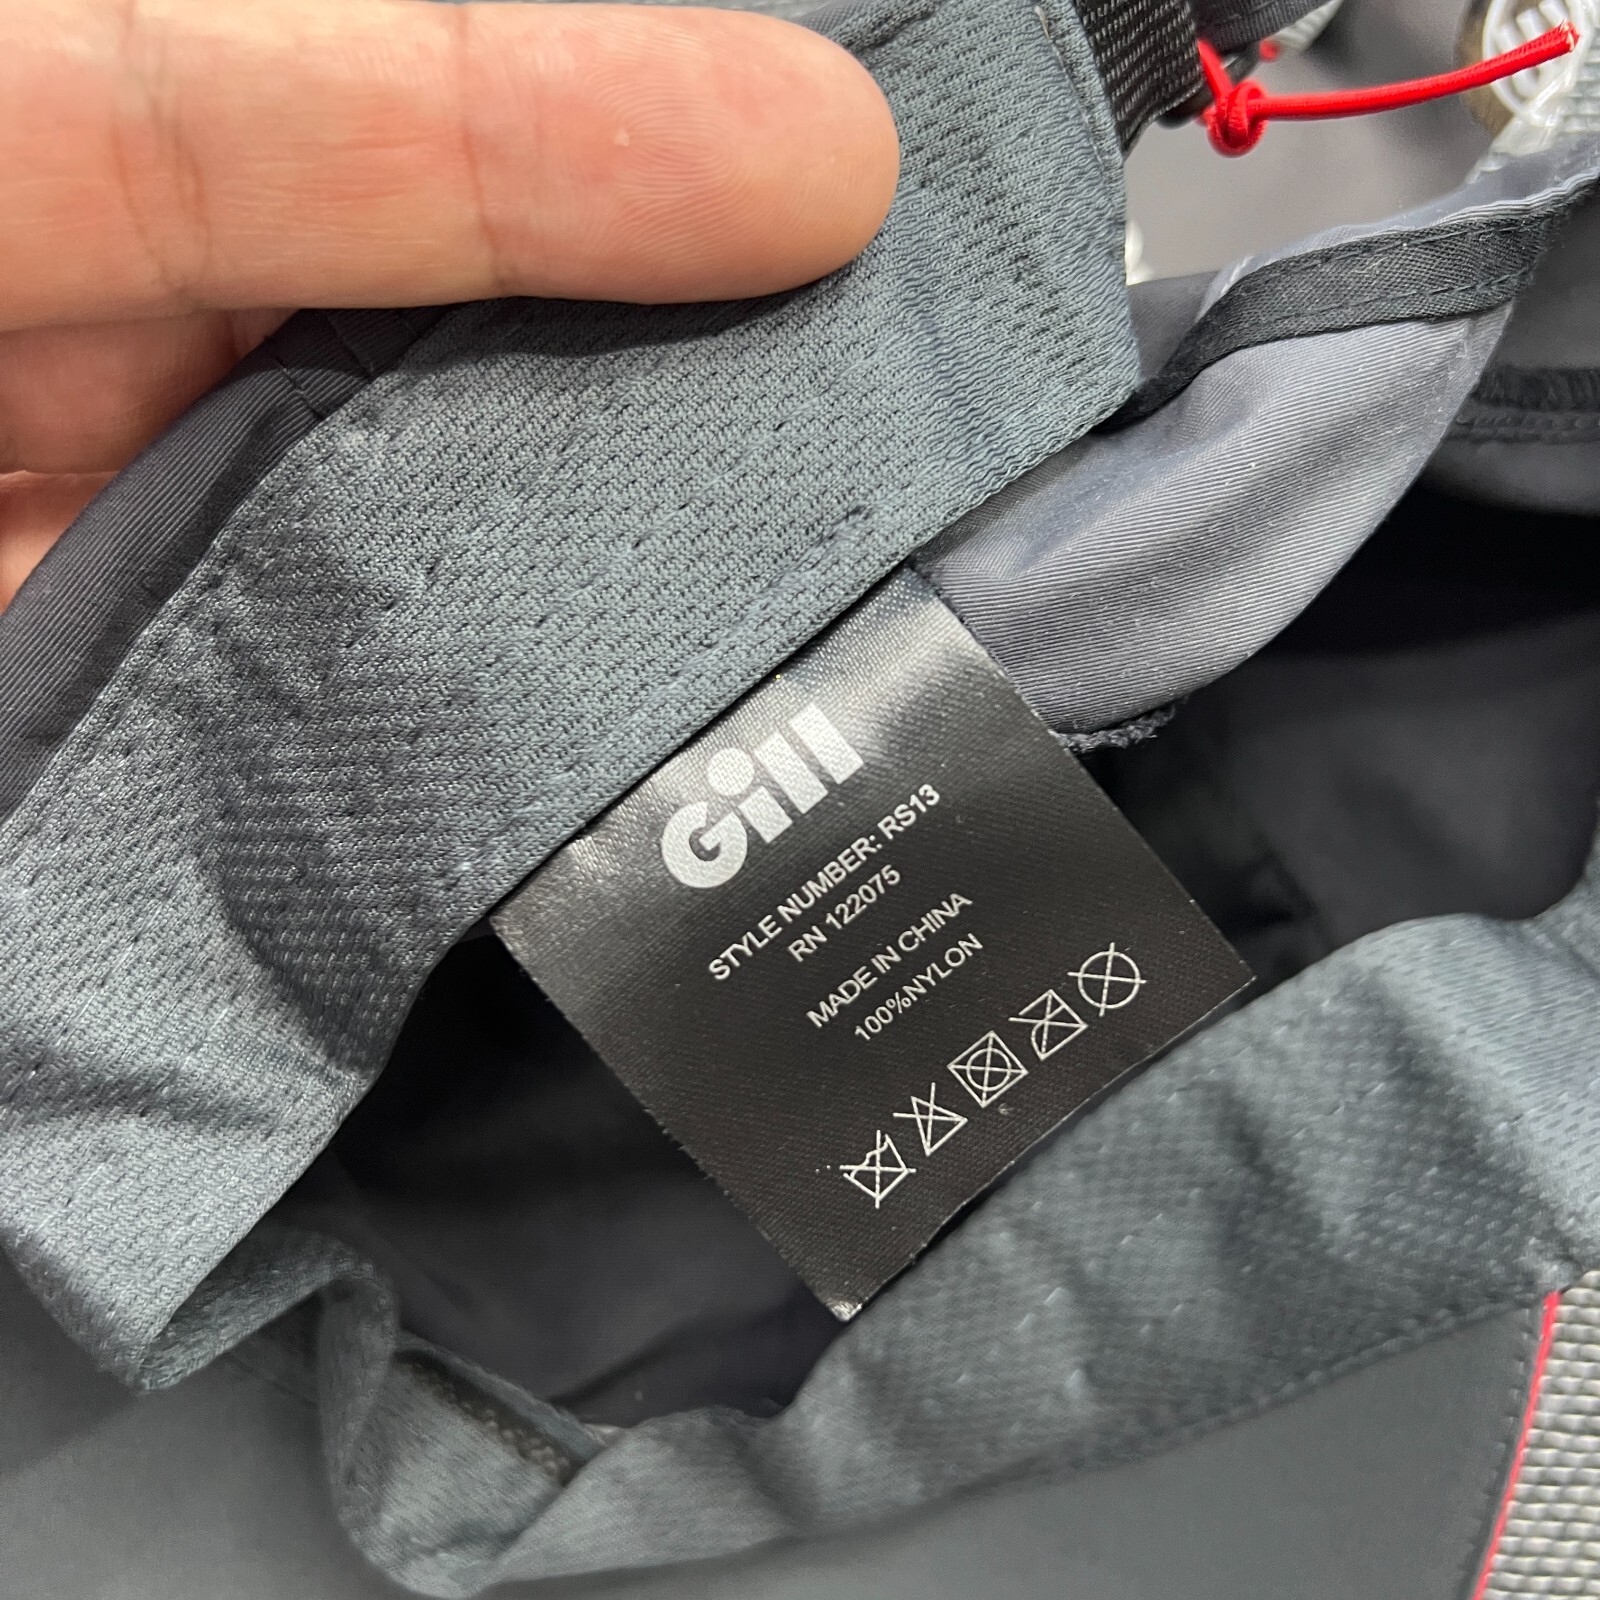 Gill
STYLE NUMBER: RS13
RN 122075
MADE IN CHINA
100%NYLON